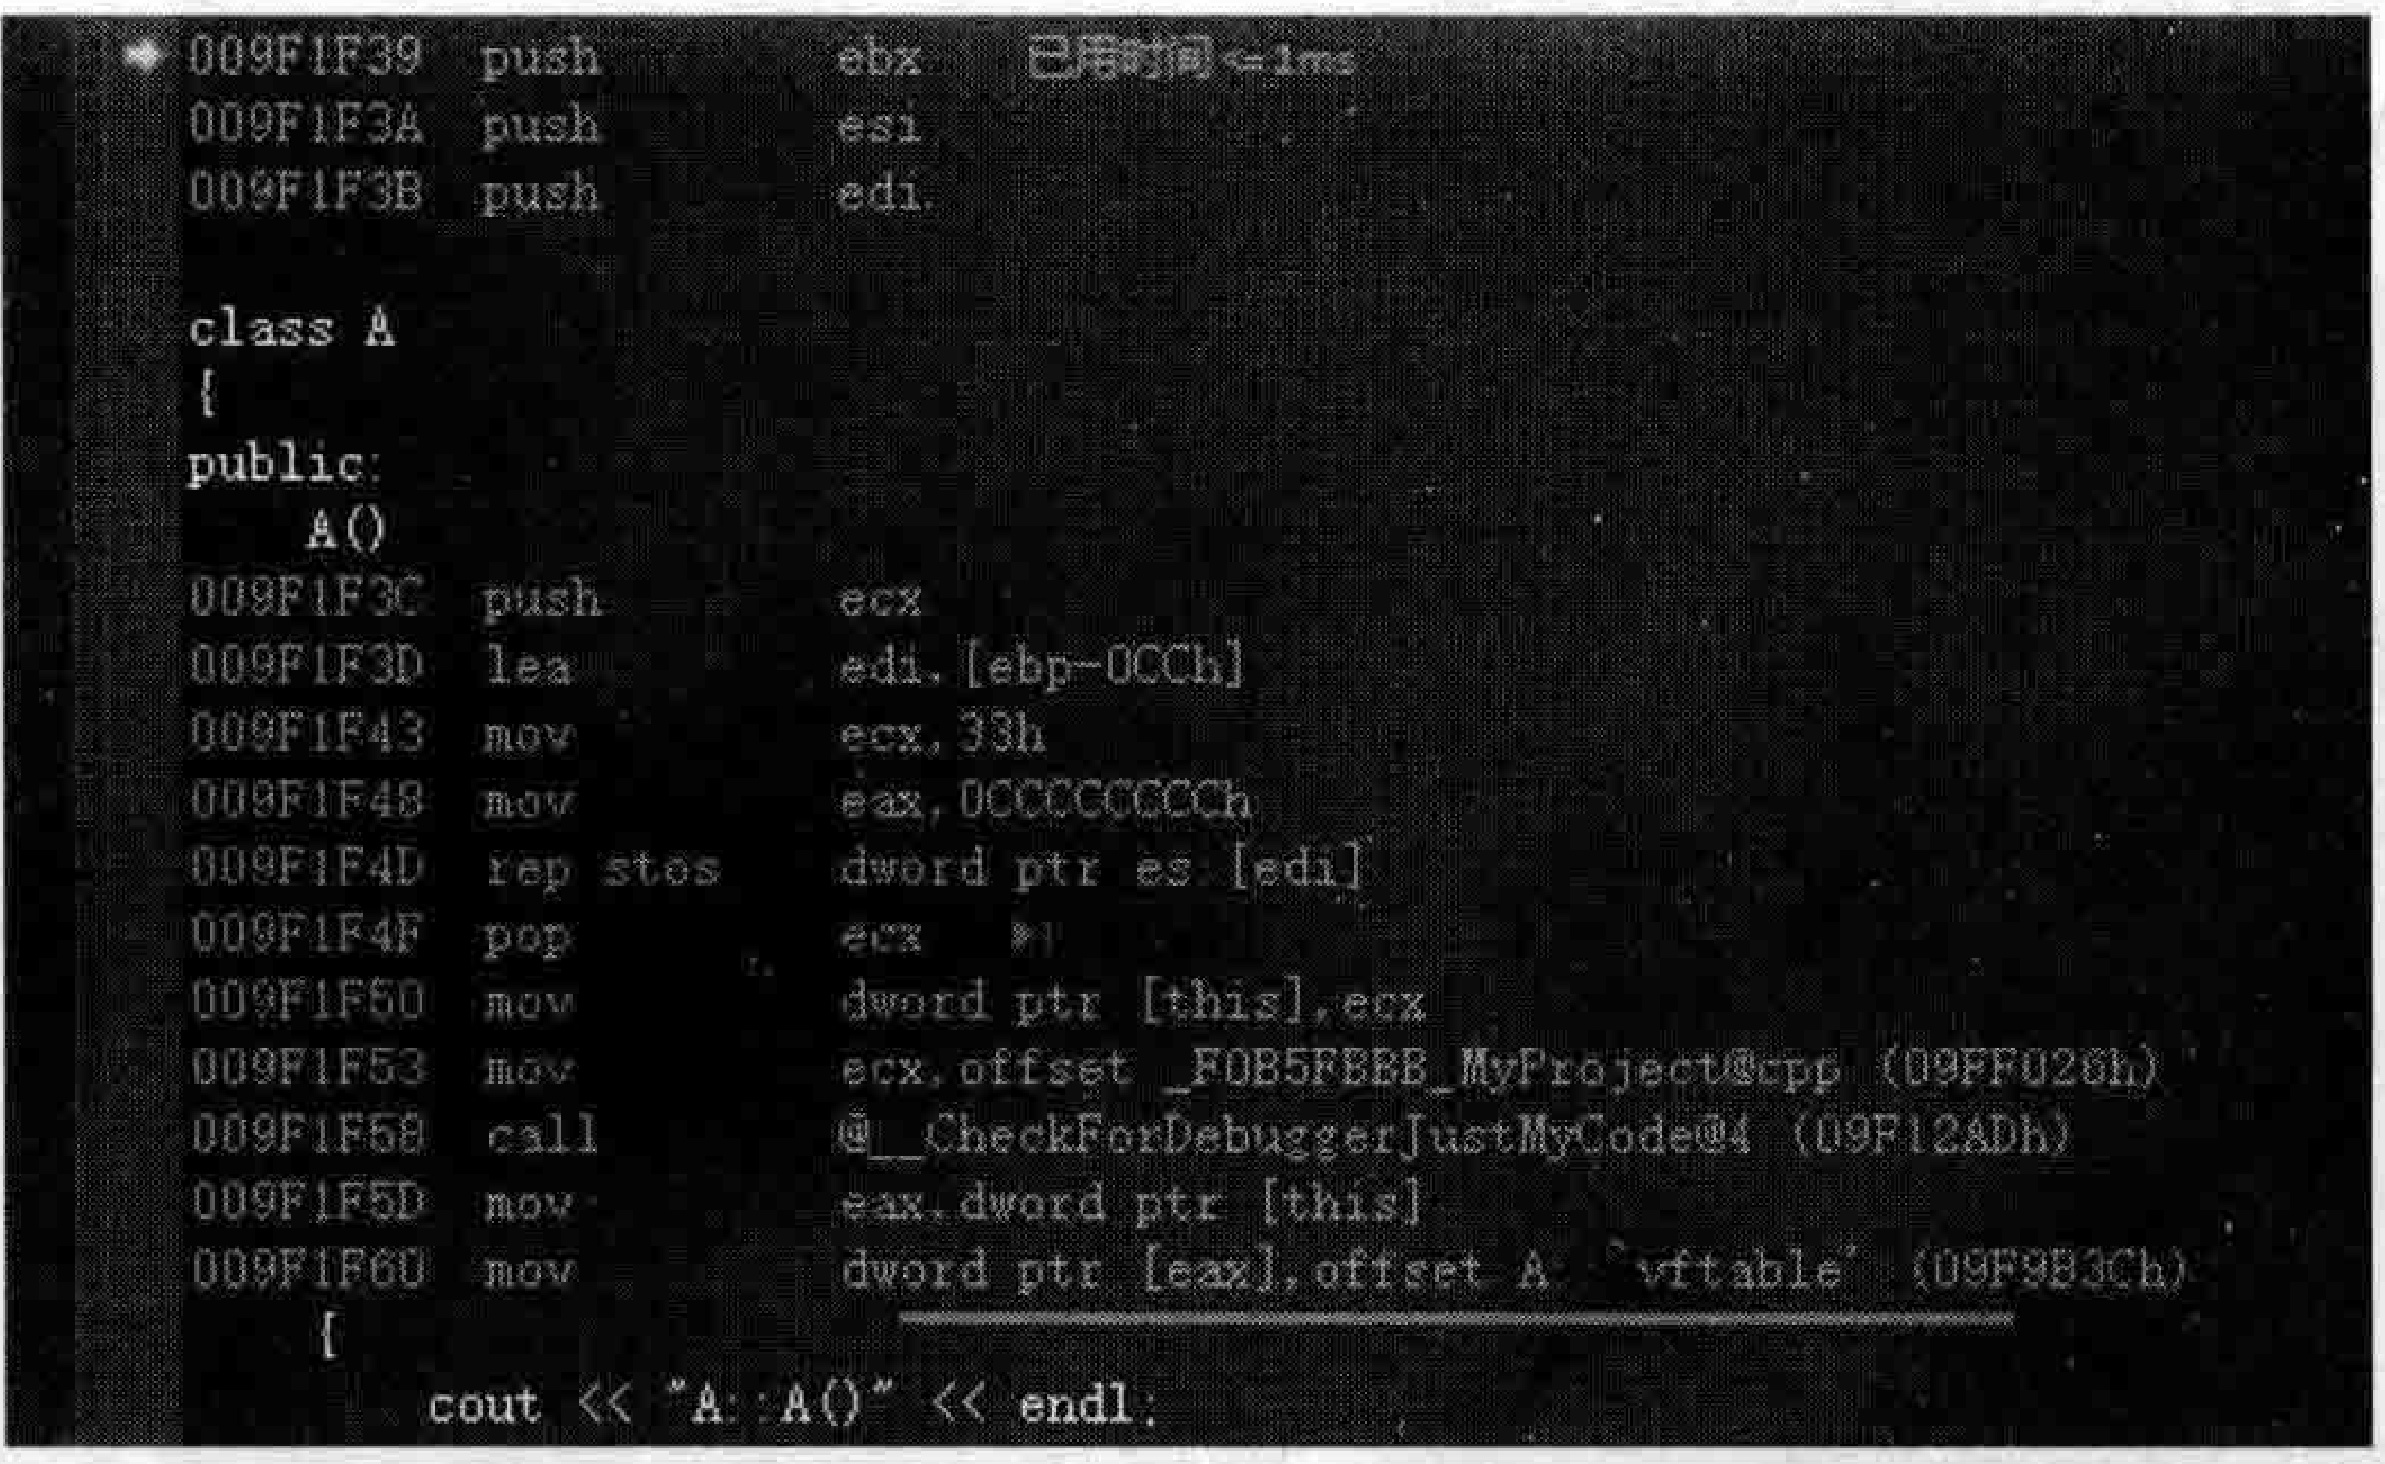 009F1F39 push ebx 已用时间<=1ms
009F1F3A push esi
009F1F3B push edi
class A
{
public:
A()
009F1F3C push ecx
009F1F3D lea edi,[ebp-0CCh]
009F1F43 mov ecx,33h
009F1F48 mov eax,0CCCCCCCCh
009F1F4D rep stos dword ptr es:[edi]
009F1F4F pop ecx
009F1F50 mov dword ptr [this],ecx
009F1F53 mov ecx,offset _F0B5FBBB_MyProject@cpp (09FF026h)
009F1F58 call @__CheckForDebuggerJustMyCode@4 (09F12ADh)
009F1F5D mov eax,dword ptr [this]
009F1F60 mov dword ptr [eax],offset A::`vftable' (09F9B3Ch)
{
cout << "A::A()" << endl;